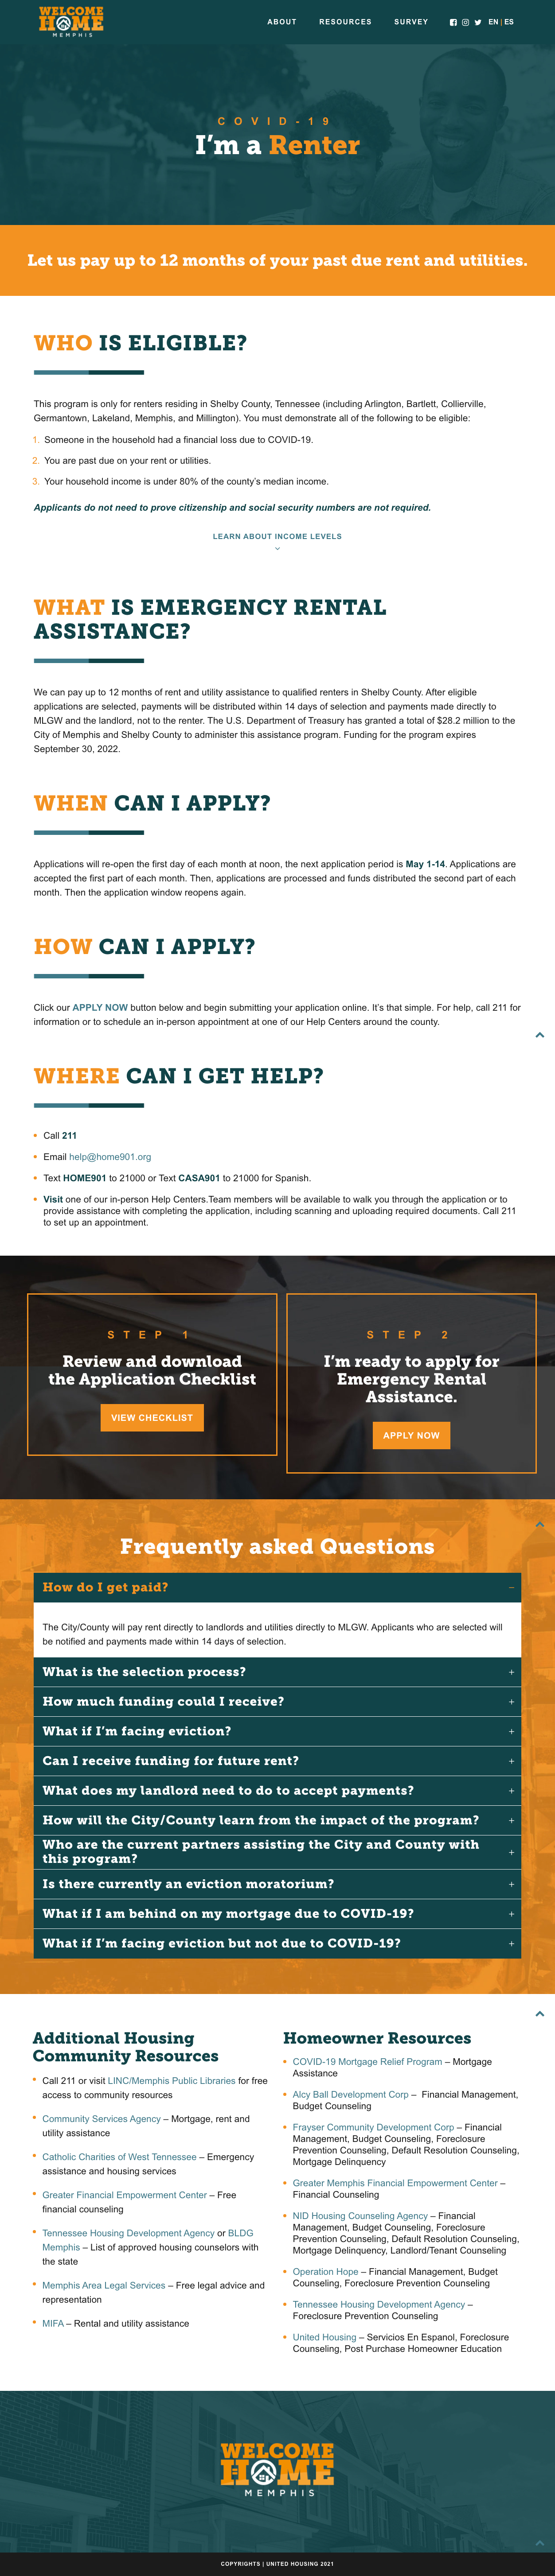 WELCOME
HOME
MEMPHIS
ABOUT RESOURCES SURVEY EN | ES
COVID-19
I'm a Renter
Let us pay up to 12 months of your past due rent and utilities.
WHO IS ELIGIBLE?
This program is only for renters residing in Shelby County, Tennessee (including Arlington, Bartlett, Collierville,
Germantown, Lakeland, Memphis, and Millington). You must demonstrate all of the following to be eligible:
1. Someone in the household had a financial loss due to COVID-19.
2. You are past due on your rent or utilities.
3. Your household income is under 80% of the county's median income.
Applicants do not need to prove citizenship and social security numbers are not required.
LEARN ABOUT INCOME LEVELS
WHAT IS EMERGENCY RENTAL
ASSISTANCE?
We can pay up to 12 months of rent and utility assistance to qualified renters in Shelby County. After eligible
applications are selected, payments will be distributed within 14 days of selection and payments made directly to
MLGW and the landlord, not to the renter. The U.S. Department of Treasury has granted a total of $28.2 million to the
City of Memphis and Shelby County to administer this assistance program. Funding for the program expires
September 30, 2022.
WHEN CAN I APPLY?
Applications will re-open the first day of each month at noon, the next application period is May 1-14. Applications are
accepted the first part of each month. Then, applications are processed and funds distributed the second part of each
month. Then the application window reopens again.
HOW CAN I APPLY?
Click our APPLY NOW button below and begin submitting your application online. It's that simple. For help, call 211 for
information or to schedule an in-person appointment at one of our Help Centers around the county.
WHERE CAN I GET HELP?
Call 211
Email help@home901.org
Text HOME901 to 21000 or Text CASA901 to 21000 for Spanish.
Visit one of our in-person Help Centers.Team members will be available to walk you through the application or to
provide assistance with completing the application, including scanning and uploading required documents. Call 211
to set up an appointment.
STEP 1
Review and download
the Application Checklist
VIEW CHECKLIST
STEP 2
I'm ready to apply for
Emergency Rental
Assistance.
APPLY NOW
Frequently asked Questions
How do I get paid?
The City/County will pay rent directly to landlords and utilities directly to MLGW. Applicants who are selected will
be notified and payments made within 14 days of selection.
What is the selection process?
How much funding could I receive?
What if I'm facing eviction?
Can I receive funding for future rent?
What does my landlord need to do to accept payments?
How will the City/County learn from the impact of the program?
Who are the current partners assisting the City and County with
this program?
Is there currently an eviction moratorium?
What if I am behind on my mortgage due to COVID-19?
What if I'm facing eviction but not due to COVID-19?
Additional Housing
Community Resources
Call 211 or visit LINC/Memphis Public Libraries for free
access to community resources
Community Services Agency – Mortgage, rent and
utility assistance
Catholic Charities of West Tennessee – Emergency
assistance and housing services
Greater Financial Empowerment Center – Free
financial counseling
Tennessee Housing Development Agency or BLDG
Memphis – List of approved housing counselors with
the state
Memphis Area Legal Services – Free legal advice and
representation
MIFA – Rental and utility assistance
Homeowner Resources
COVID-19 Mortgage Relief Program – Mortgage
Assistance
Alcy Ball Development Corp – Financial Management,
Budget Counseling
Frayser Community Development Corp – Financial
Management, Budget Counseling, Foreclosure
Prevention Counseling, Default Resolution Counseling,
Mortgage Delinquency
Greater Memphis Financial Empowerment Center –
Financial Counseling
NID Housing Counseling Agency – Financial
Management, Budget Counseling, Foreclosure
Prevention Counseling, Default Resolution Counseling,
Mortgage Delinquency, Landlord/Tenant Counseling
Operation Hope – Financial Management, Budget
Counseling, Foreclosure Prevention Counseling
Tennessee Housing Development Agency –
Foreclosure Prevention Counseling
United Housing – Servicios En Espanol, Foreclosure
Counseling, Post Purchase Homeowner Education
WELCOME
HOME
MEMPHIS
COPYRIGHTS | UNITED HOUSING 2021